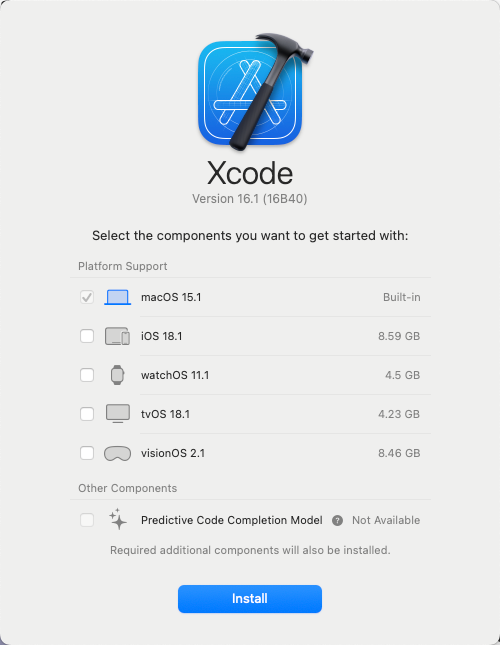 Xcode
Version 16.1 (16B40)
Select the components you want to get started with:
Platform Support
macOS 15.1 Built-in
iOS 18.1 8.59 GB
watchOS 11.1 4.5 GB
tvOS 18.1 4.23 GB
visionOS 2.1 8.46 GB
Other Components
Predictive Code Completion Model ? Not Available
Required additional components will also be installed.
Install